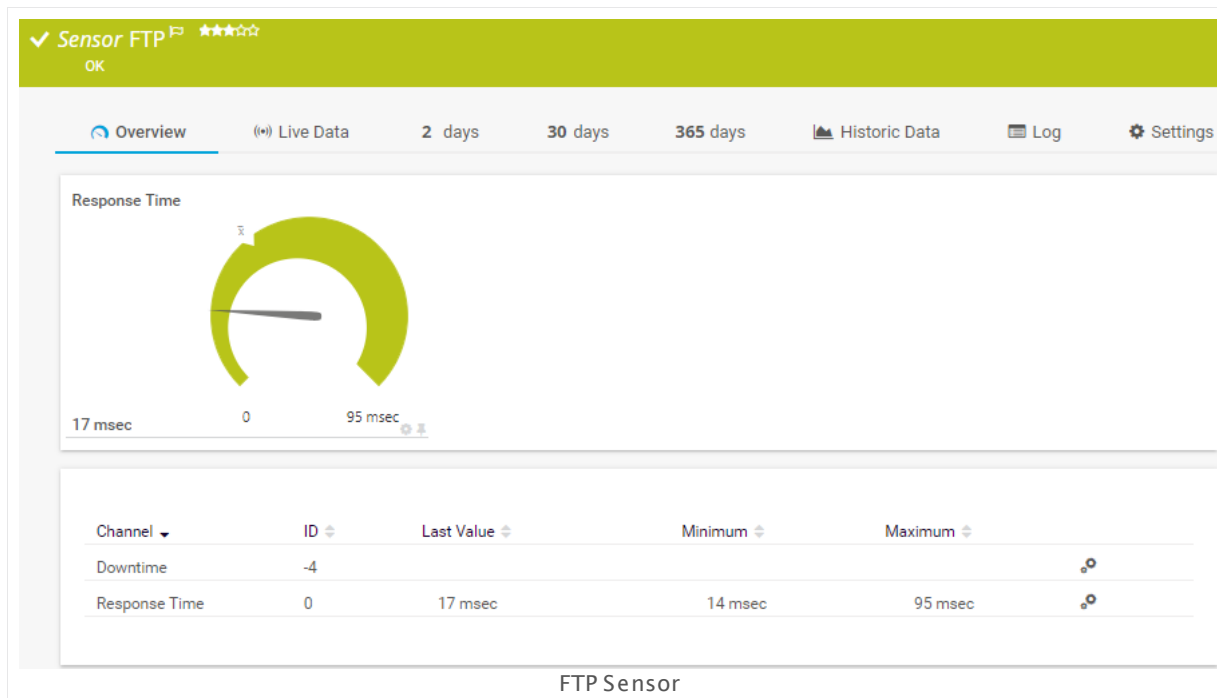 Sensor FTP
OK
Overview Live Data 2 days 30 days 365 days Historic Data Log Settings
Response Time
x̅
17 msec 0 95 msec
Channel ID Last Value Minimum Maximum
Downtime -4
Response Time 0 17 msec 14 msec 95 msec
FTP Sensor